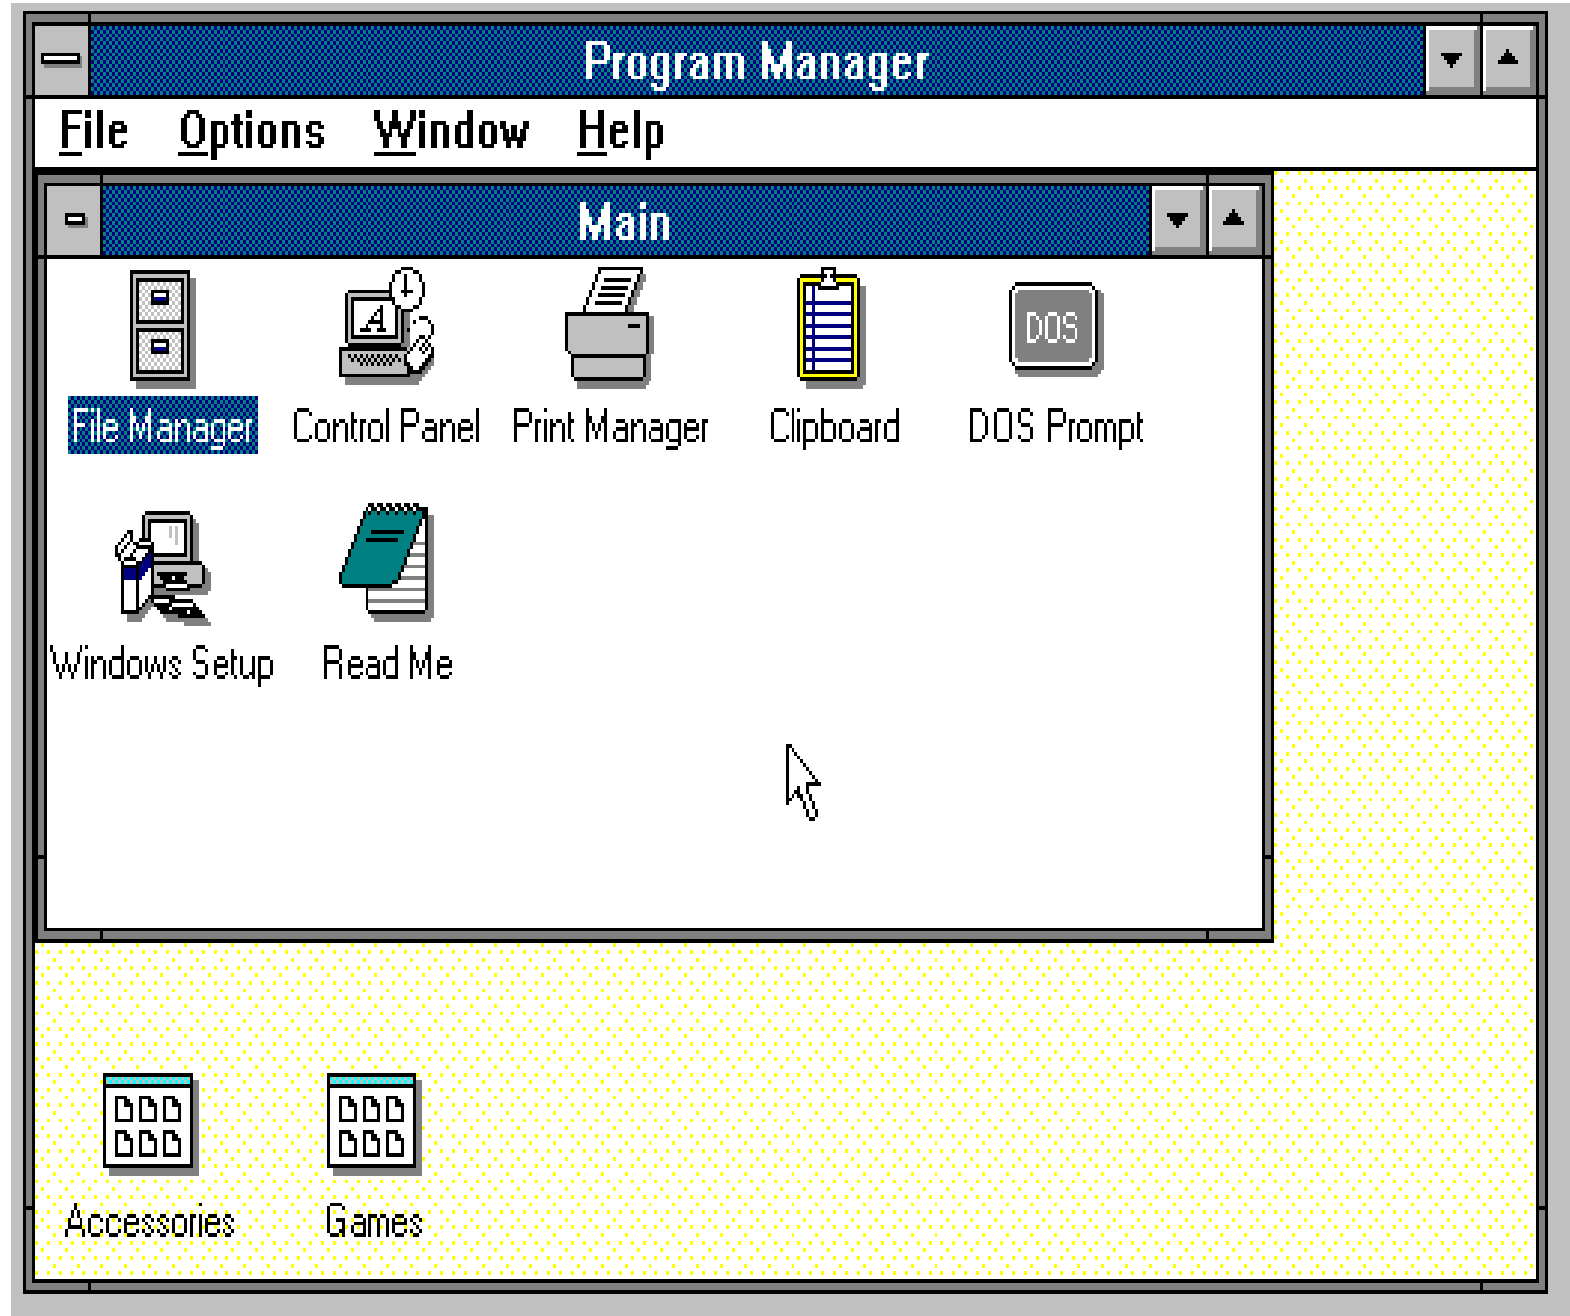 Program Manager
File Options Window Help
Main
A DOS
File Manager Control Panel Print Manager Clipboard DOS Prompt
Windows Setup Read Me
Accessories Games